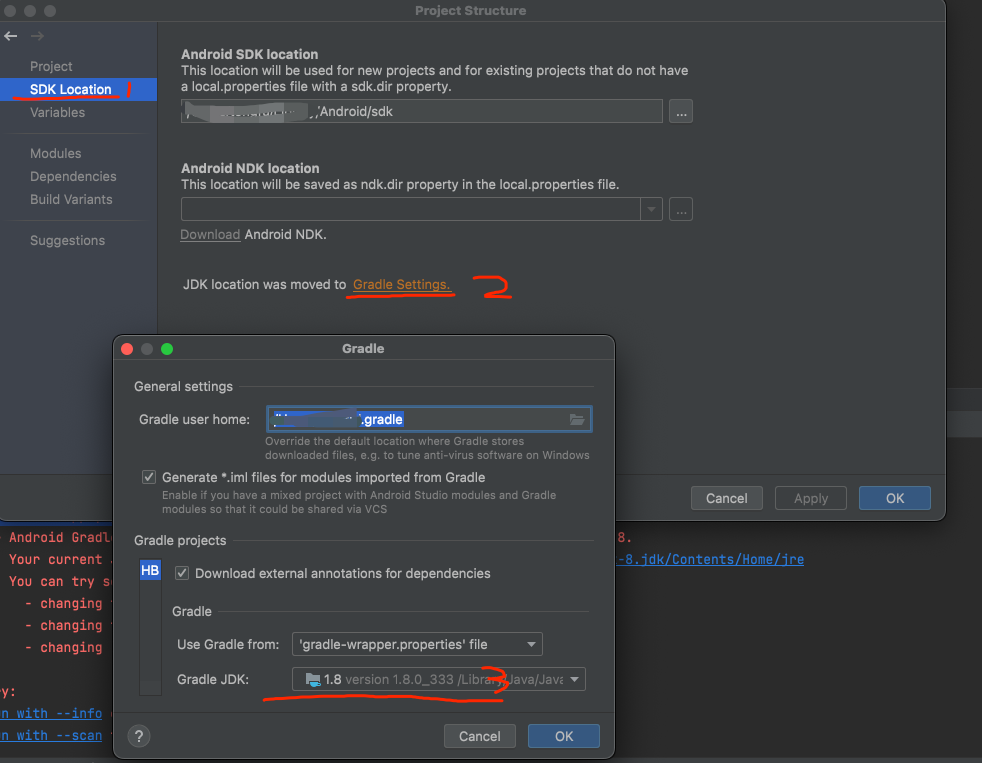 Project Structure
Project
SDK Location
Variables
Modules
Dependencies
Build Variants
Suggestions
Android SDK location
This location will be used for new projects and for existing projects that do not have
a local.properties file with a sdk.dir property.
/Android/sdk
...
Android NDK location
This location will be saved as ndk.dir property in the local.properties file.
...
Download Android NDK.
JDK location was moved to Gradle Settings.
2
Cancel
Apply
OK
Gradle
General settings
Gradle user home:
.gradle
Override the default location where Gradle stores
downloaded files, e.g. to tune anti-virus software on Windows
Generate *.iml files for modules imported from Gradle
Enable if you have a mixed project with Android Studio modules and Gradle
modules so that it could be shared via VCS
Gradle projects
HB
Download external annotations for dependencies
Gradle
Use Gradle from:
'gradle-wrapper.properties' file
Gradle JDK:
1.8 version 1.8.0_333 /Library/Java/Java
3
?
Cancel
OK
Android Gradl
8.
Your current
-8.jdk/Contents/Home/jre
You can try s
- changing
- changing
- changing
y:
n with --info
n with --scan